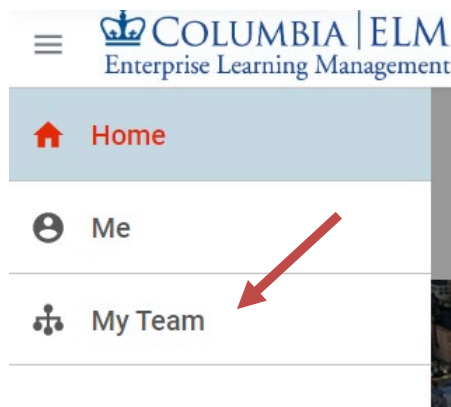 COLUMBIA | ELM
Enterprise Learning Management
Home
Me
My Team